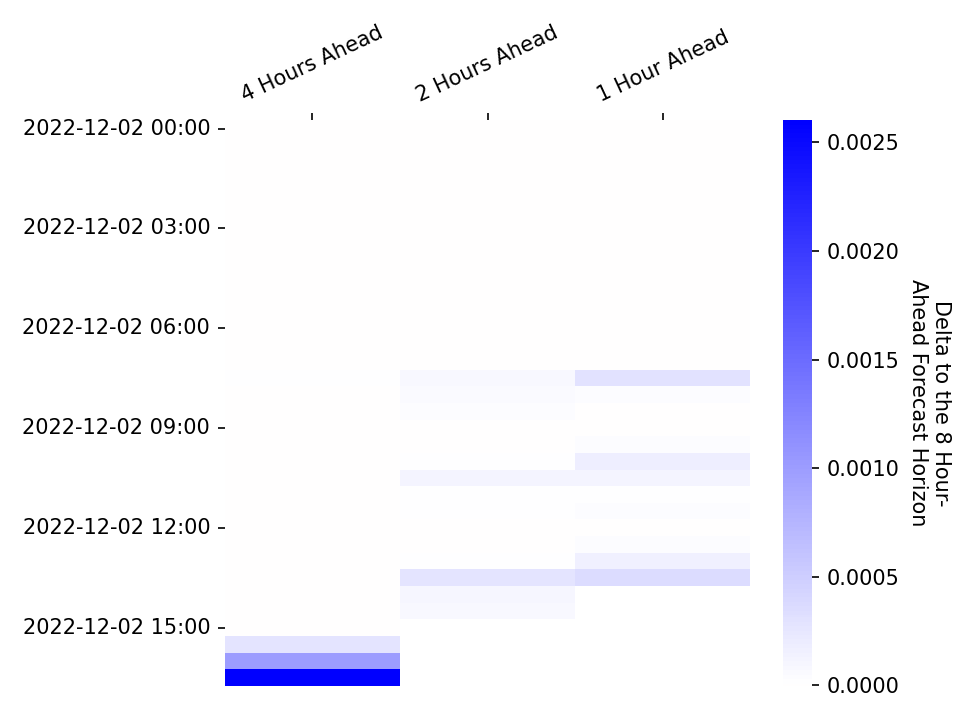 4 Hours Ahead
2 Hours Ahead
1 Hour Ahead
2022-12-02 00:00
2022-12-02 03:00
2022-12-02 06:00
2022-12-02 09:00
2022-12-02 12:00
2022-12-02 15:00
0.0025
0.0020
0.0015
0.0010
0.0005
0.0000
Delta to the 8 Hour-
Ahead Forecast Horizon